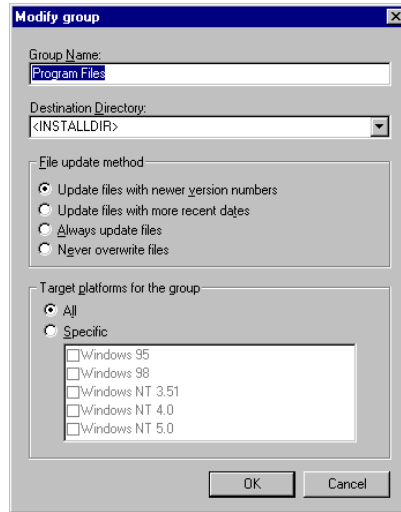 Modify group
Group Name:
Program Files
Destination Directory:
<INSTALLDIR>
File update method
Update files with newer version numbers
Update files with more recent dates
Always update files
Never overwrite files
Target platforms for the group
All
Specific
Windows 95
Windows 98
Windows NT 3.51
Windows NT 4.0
Windows NT 5.0
OK Cancel